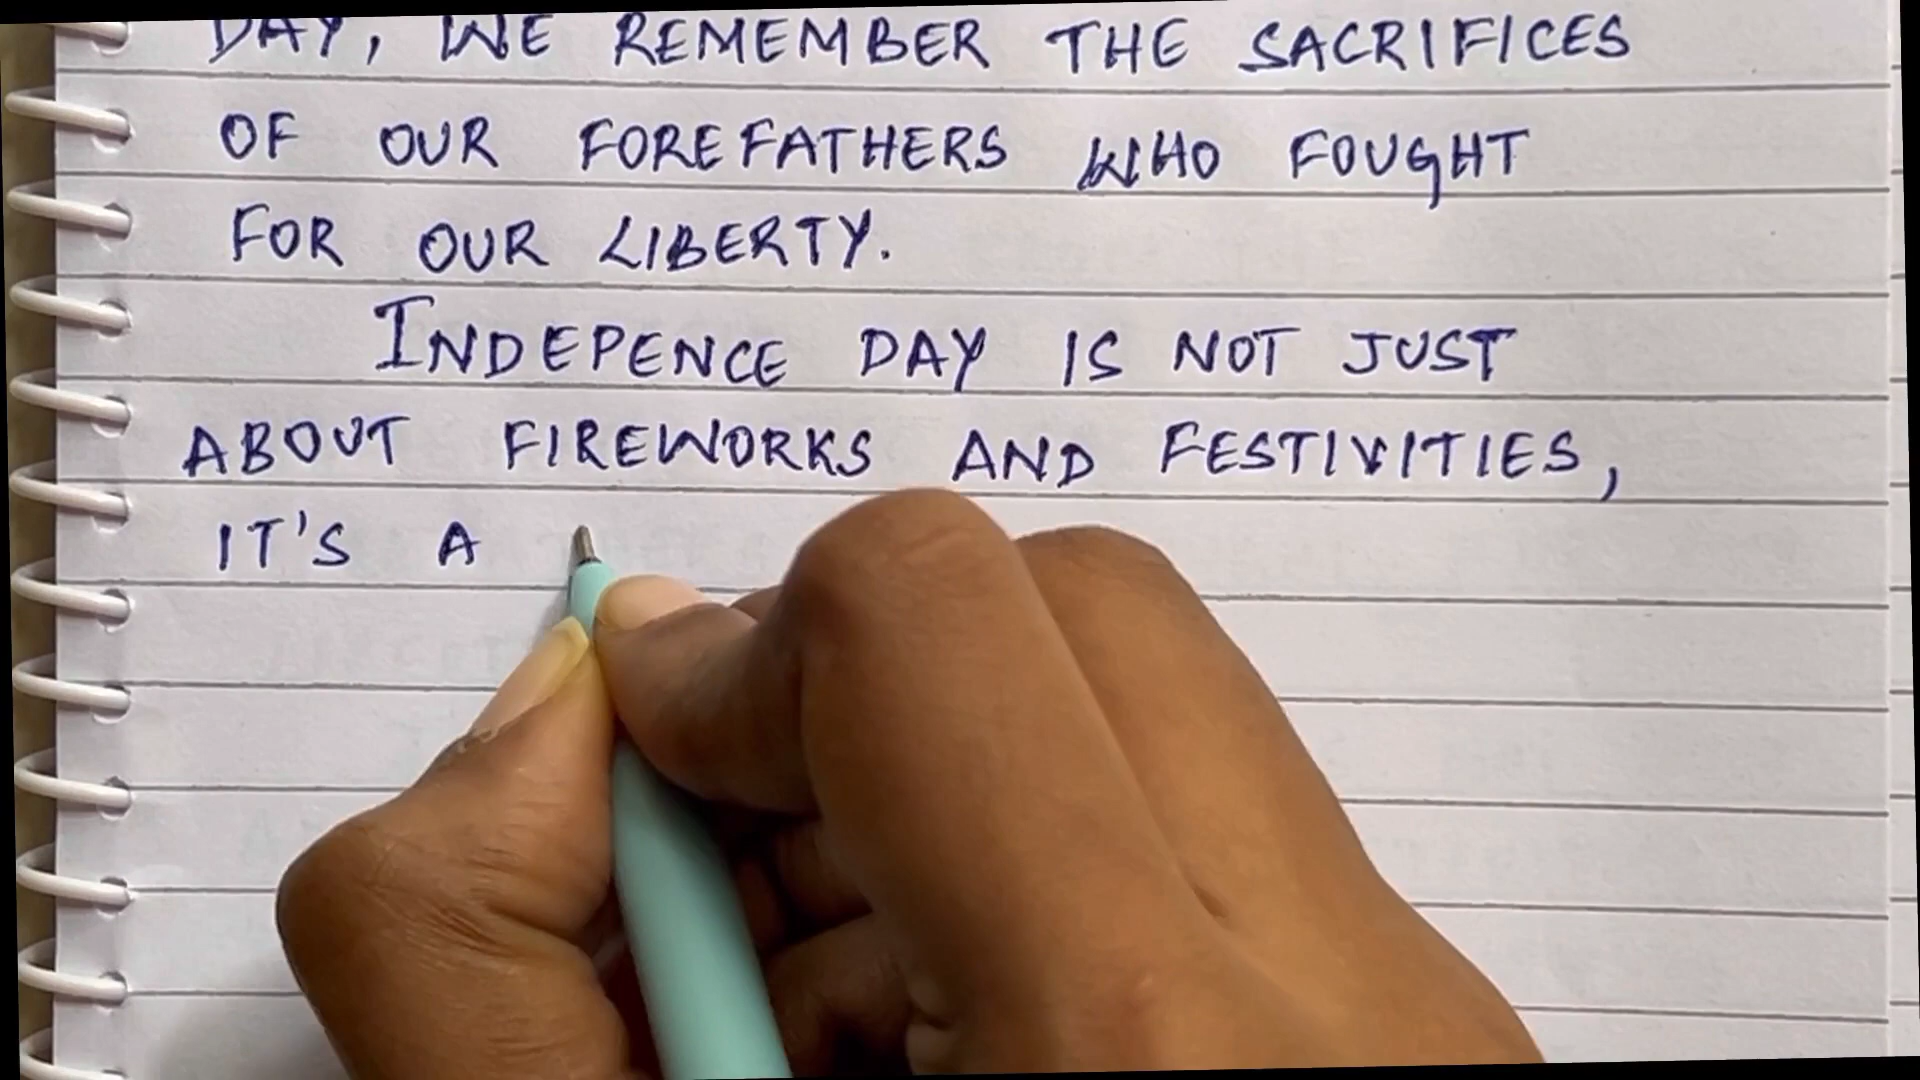 DAY, WE REMEMBER THE SACRIFICES
OF OUR FOREFATHERS WHO FOUGHT
FOR OUR LIBERTY.
INDEPENCE DAY IS NOT JUST
ABOUT FIREWORKS AND FESTIVITIES,
IT'S A